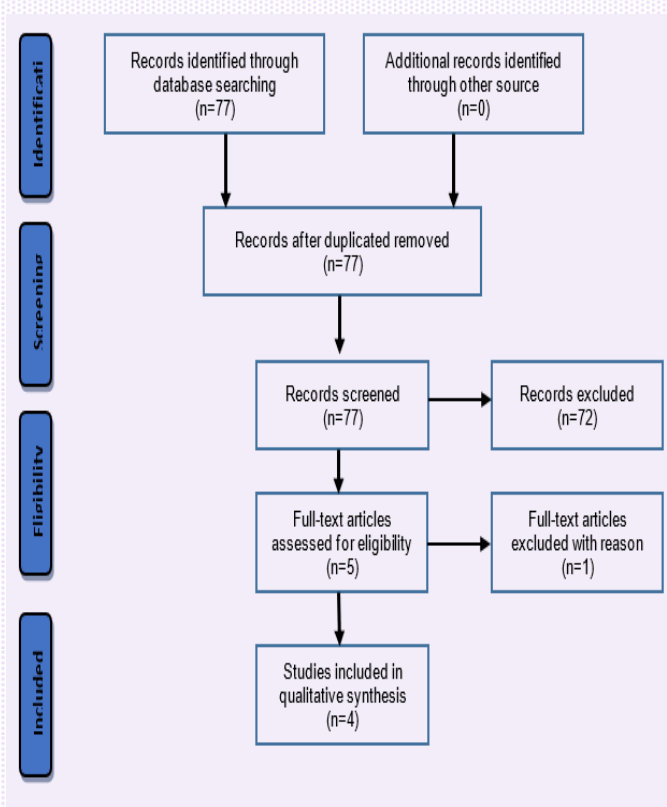 Identificati
Records identified through
database searching
(n=77)
Additional records identified
through other source
(n=0)
Screening
Records after duplicated removed
(n=77)
Records screened
(n=77)
Records excluded
(n=72)
Eligibility
Full-text articles
assessed for eligibility
(n=5)
Full-text articles
excluded with reason
(n=1)
Included
Studies included in
qualitative synthesis
(n=4)